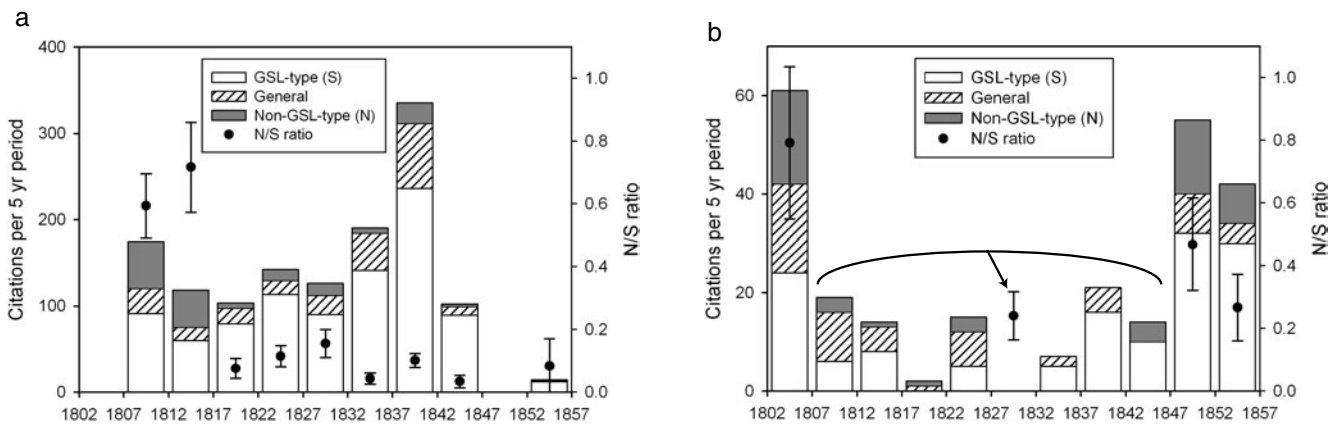 a
400
300
200
100
0
Citations per 5 yr period
GSL-type (S)
General
Non-GSL-type (N)
N/S ratio
1.0
0.8
0.6
0.4
0.2
0.0
N/S ratio
1802 1807 1812 1817 1822 1827 1832 1837 1842 1847 1852 1857
b
60
40
20
0
Citations per 5 yr period
GSL-type (S)
General
Non-GSL-type (N)
N/S ratio
1.0
0.8
0.6
0.4
0.2
0.0
N/S ratio
1802 1807 1812 1817 1822 1827 1832 1837 1842 1847 1852 1857